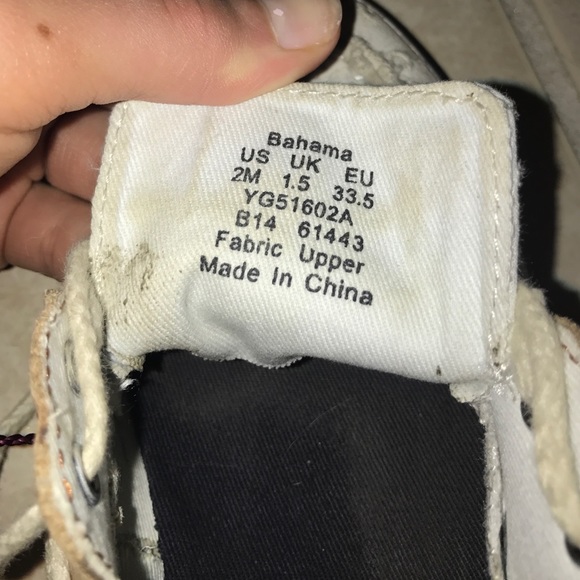 Bahama
US UK EU
2M 1.5 33.5
YG51602A
B14 61443
Fabric Upper
Made In China